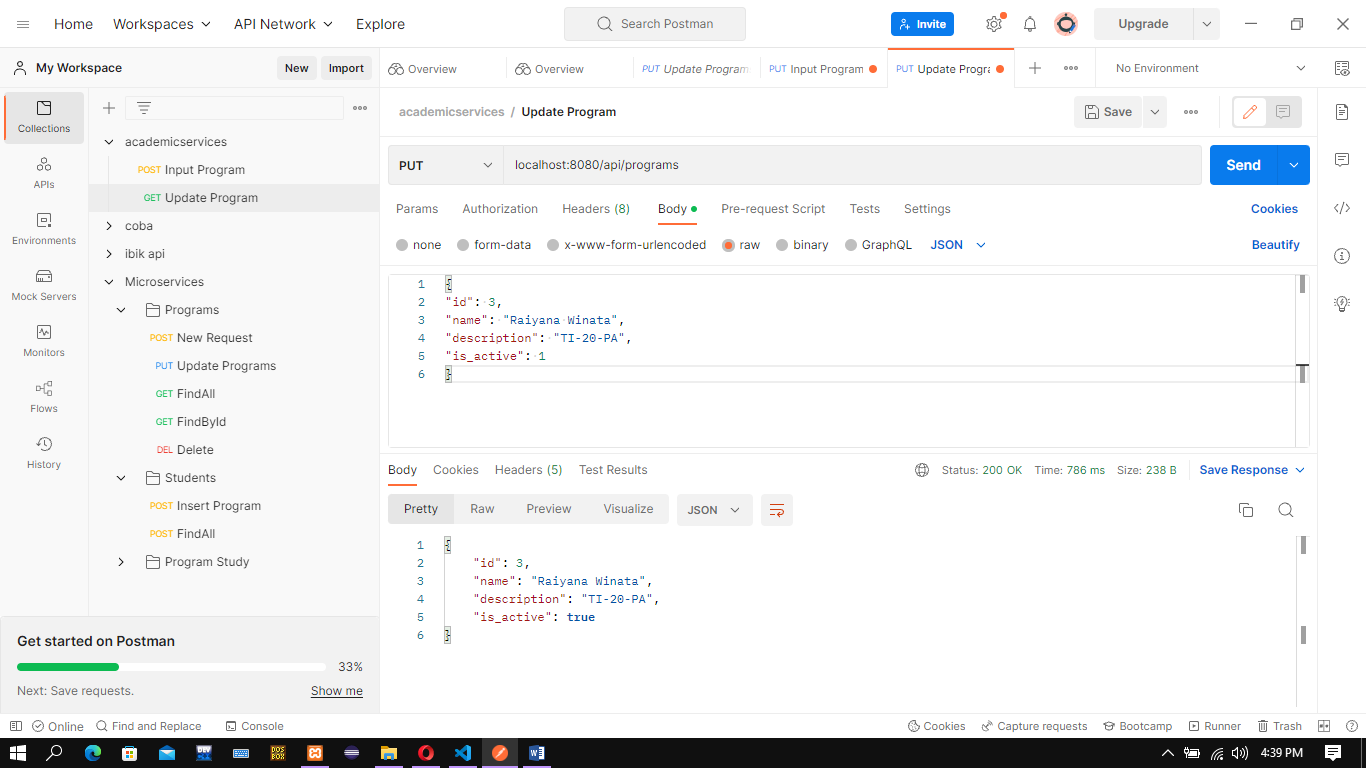 Home Workspaces API Network Explore Search Postman Invite Upgrade
My Workspace New Import
Overview Overview PUT Update Program PUT Input Program PUT Update Progra No Environment
Collections
APIs
Environments
Mock Servers
Monitors
Flows
History
academicservices
POST Input Program
GET Update Program
coba
ibik api
Microservices
Programs
POST New Request
PUT Update Programs
GET FindAll
GET FindById
DEL Delete
Students
POST Insert Program
POST FindAll
Program Study
Get started on Postman
33%
Next: Save requests. Show me
academicservices / Update Program Save
PUT localhost:8080/api/programs Send
Params Authorization Headers (8) Body Pre-request Script Tests Settings Cookies
none form-data x-www-form-urlencoded raw binary GraphQL JSON Beautify
1 {
2 "id": 3,
3 "name": "Raiyana Winata",
4 "description": "TI-20-PA",
5 "is_active": 1
6 }
Body Cookies Headers (5) Test Results Status: 200 OK Time: 786 ms Size: 238 B Save Response
Pretty Raw Preview Visualize JSON
1 {
2 "id": 3,
3 "name": "Raiyana Winata",
4 "description": "TI-20-PA",
5 "is_active": true
6 }
Online Find and Replace Console Cookies Capture requests Bootcamp Runner Trash
DOS BOX 4:39 PM